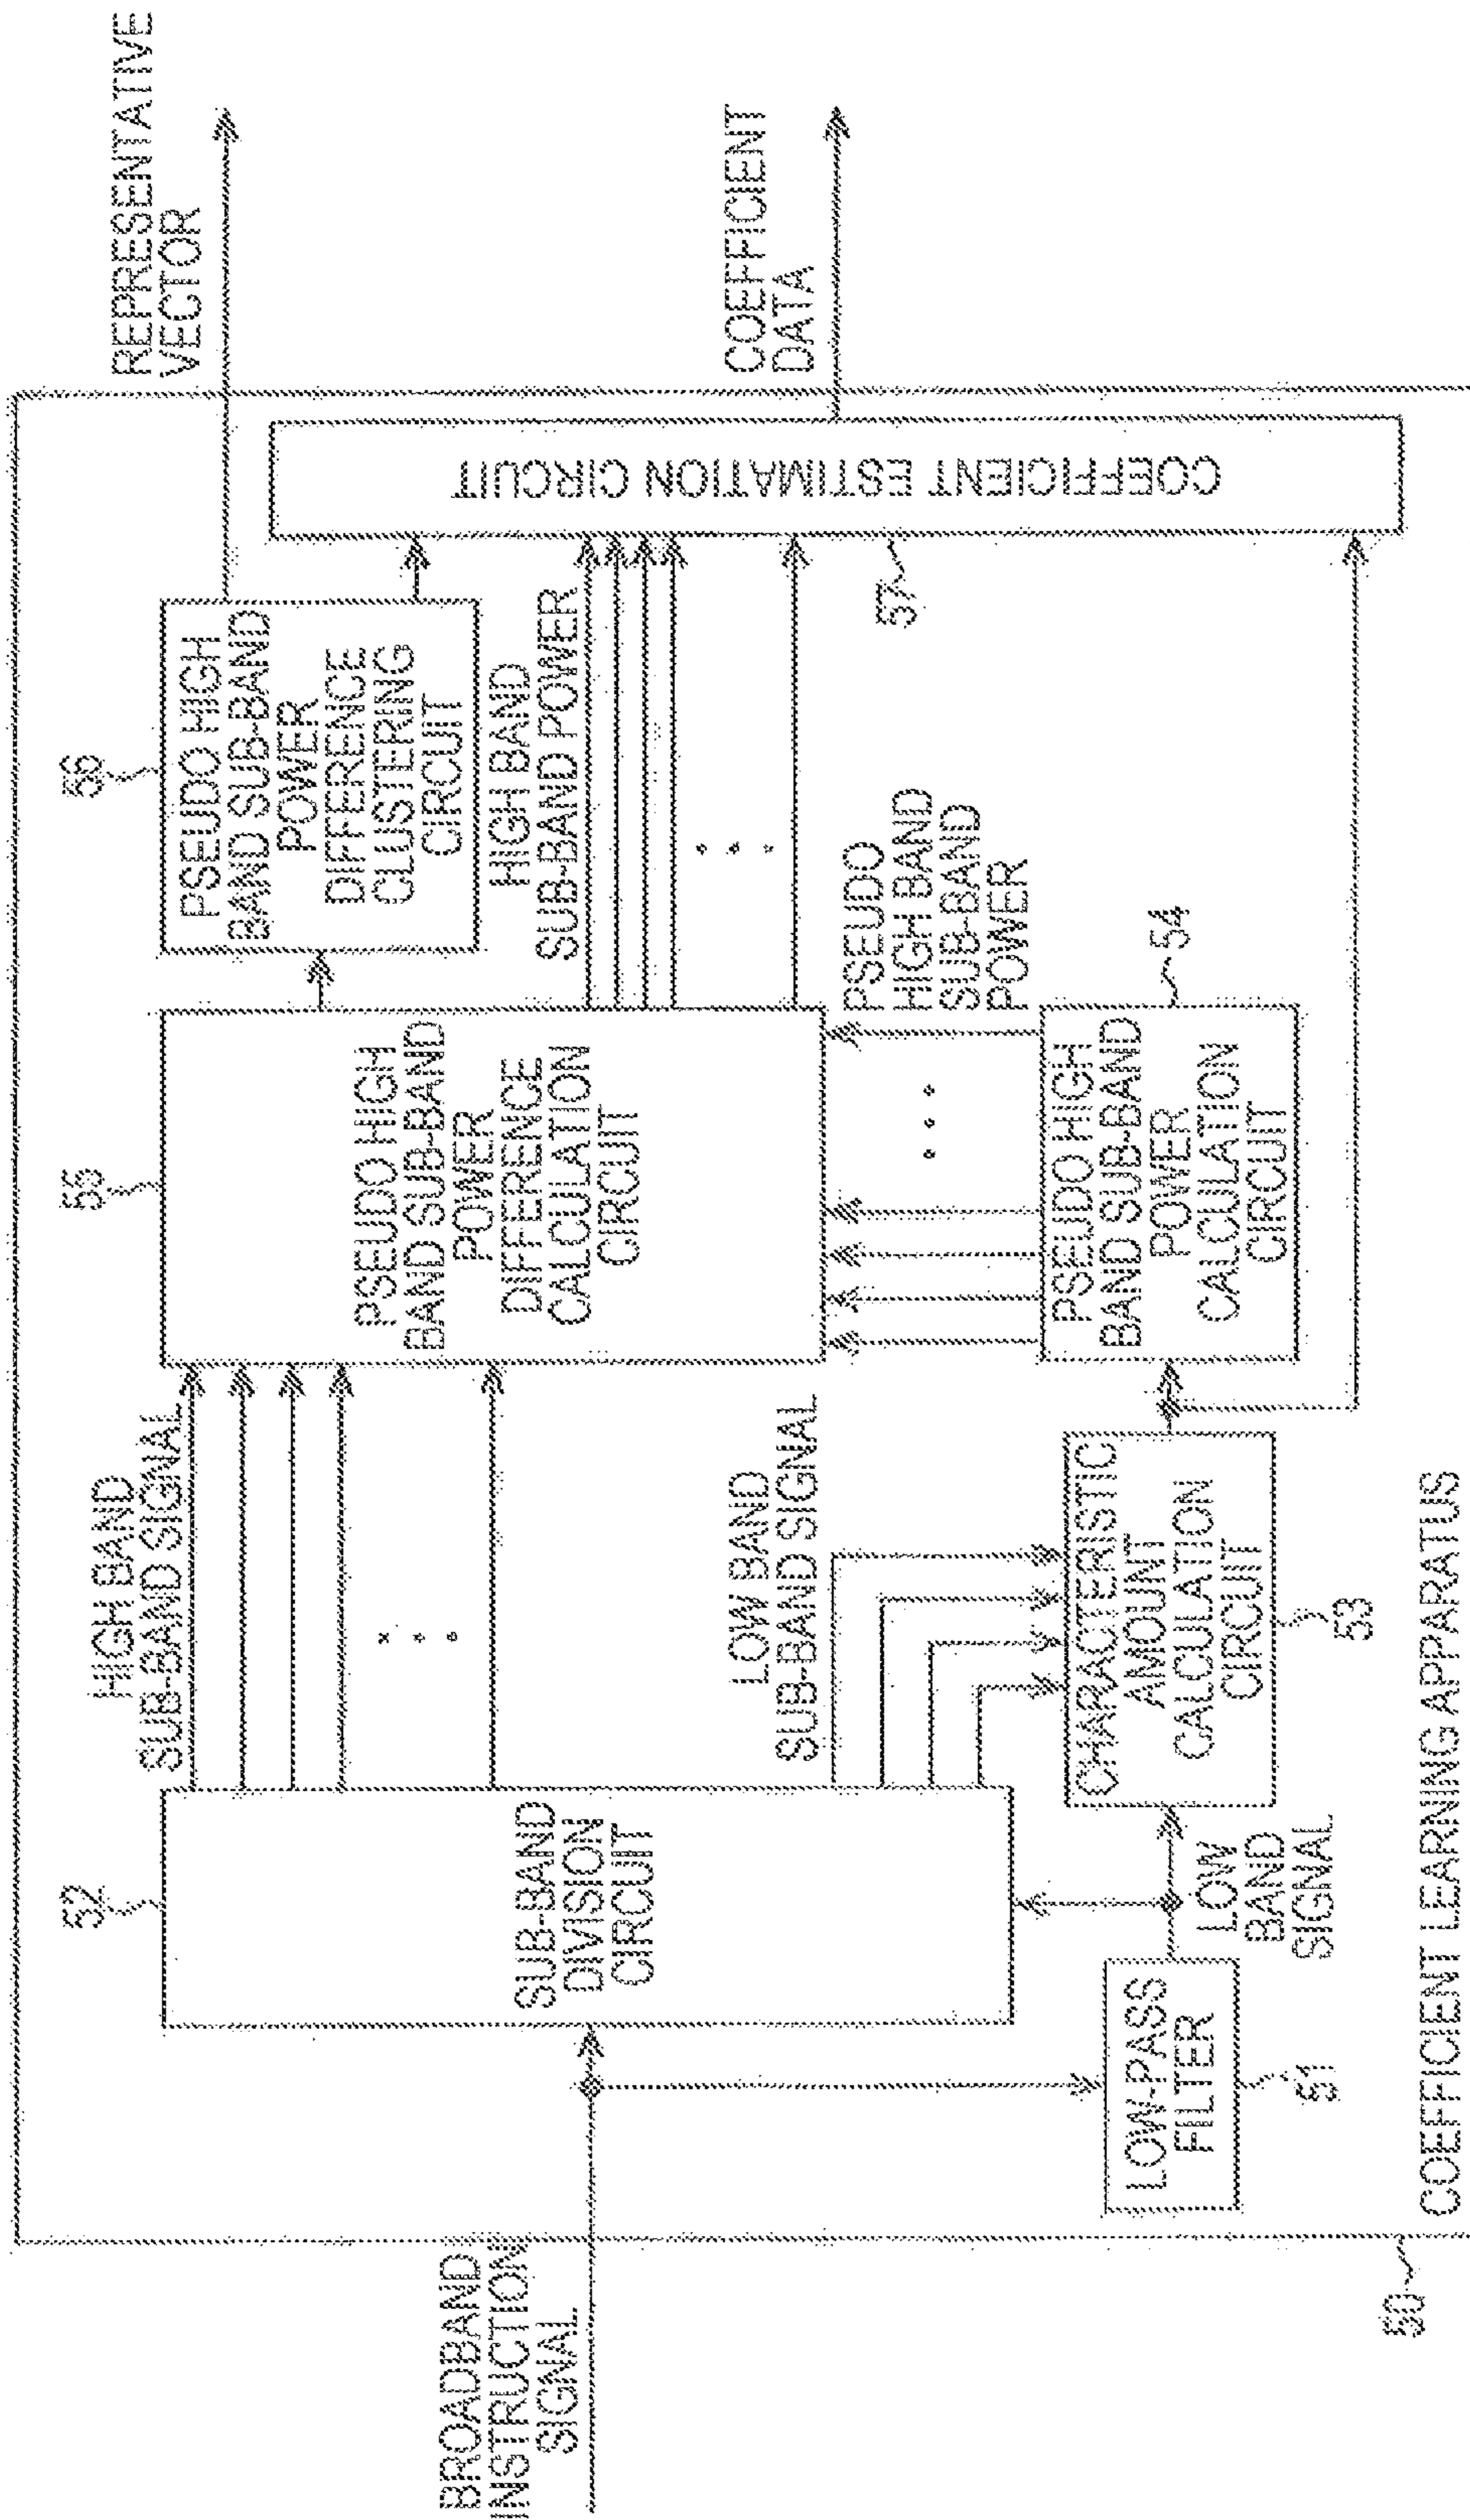 BROADBAND
INSTRUCTION
SIGNAL
50
COEFFICIENT LEARNING APPARATUS
52
SUB-BAND
DIVISION
CIRCUIT
LOW-PASS
FILTER
51
LOW
BAND
SIGNAL
HIGH BAND
SUB-BAND SIGNAL
LOW BAND
SUB-BAND SIGNAL
CHARACTERISTIC
AMOUNT
CALCULATION
CIRCUIT
53
55
PSEUDO HIGH
BAND SUB-BAND
POWER
DIFFERENCE
CALCULATION
CIRCUIT
PSEUDO
HIGH BAND
SUB-BAND
POWER
54
PSEUDO HIGH
BAND SUB-BAND
POWER
CALCULATION
CIRCUIT
56
PSEUDO HIGH
BAND SUB-BAND
POWER
DIFFERENCE
CLUSTERING
CIRCUIT
HIGH BAND
SUB-BAND POWER
57
COEFFICIENT ESTIMATION CIRCUIT
REPRESENTATIVE
VECTOR
COEFFICIENT
DATA